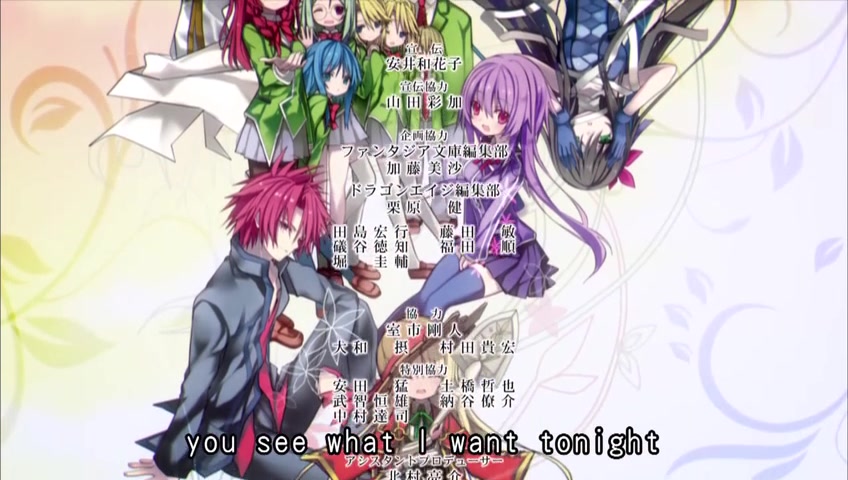 宣 伝
安井和花子
宣伝協力
山田彩加
企画協力
ファンタジア文庫編集部
加藤美沙
ドラゴンエイジ編集部
栗原 健
田島宏行 藤田 敏
礒谷徳知 福田 順
堀 圭輔
協 力
室市剛人
大和 摂 村田貴宏
特別協力
安田 猛 土橋哲也
武智恒雄 納谷僚介
中村達司
you see what I want tonight
アシスタントプロデューサー
北村亮介